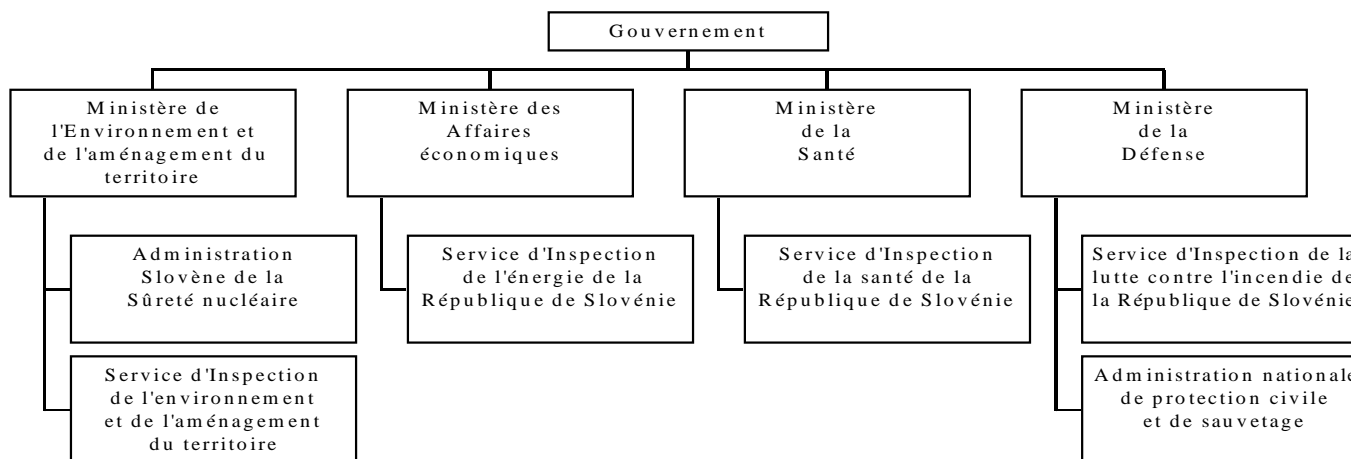 Gouvernement
Ministère de
l'Environnement et
de l'aménagement du
territoire
Ministère des
Affaires
économiques
Ministère
de la
Santé
Ministère
de la
Défense
Administration
Slovène de la
Sûreté nucléaire
Service d'Inspection
de l'énergie de la
République de Slovénie
Service d'Inspection
de la santé de la
République de Slovénie
Service d'Inspection de la
lutte contre l'incendie de
la République de Slovénie
Service d'Inspection
de l'environnement
et de l'aménagement
du territoire
Administration nationale
de protection civile
et de sauvetage